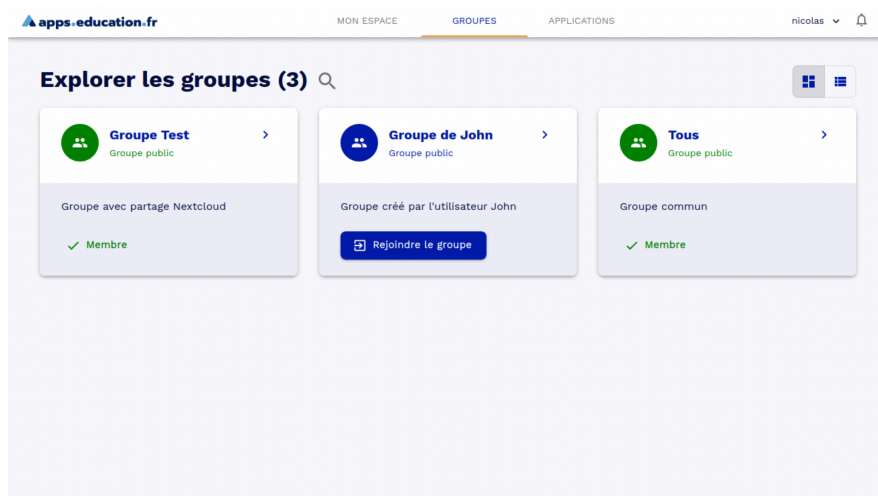 apps.education.fr
MON ESPACE
GROUPES
APPLICATIONS
nicolas
Explorer les groupes (3)
Groupe Test
Groupe public
Groupe avec partage Nextcloud
Membre
Groupe de John
Groupe public
Groupe créé par l'utilisateur John
Rejoindre le groupe
Tous
Groupe public
Groupe commun
Membre